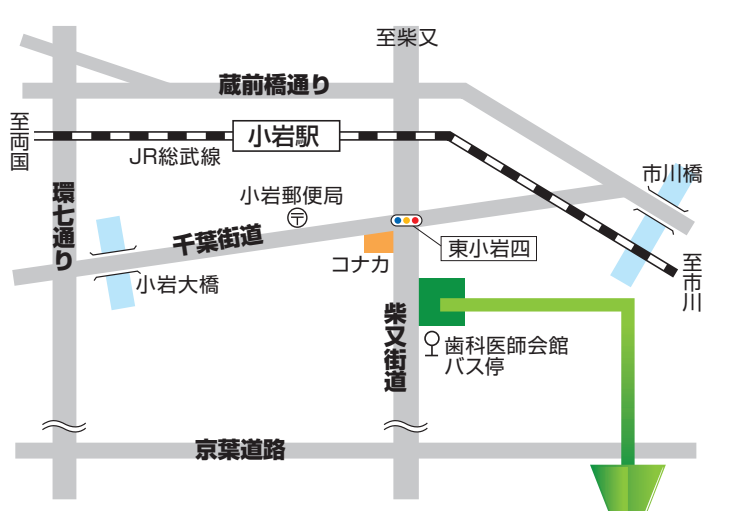 至柴又
蔵前橋通り
至両国
小岩駅
JR総武線
市川橋
環七通り
小岩郵便局
千葉街道
東小岩四
コナカ
至市川
小岩大橋
柴又街道
歯科医師会館
バス停
京葉道路